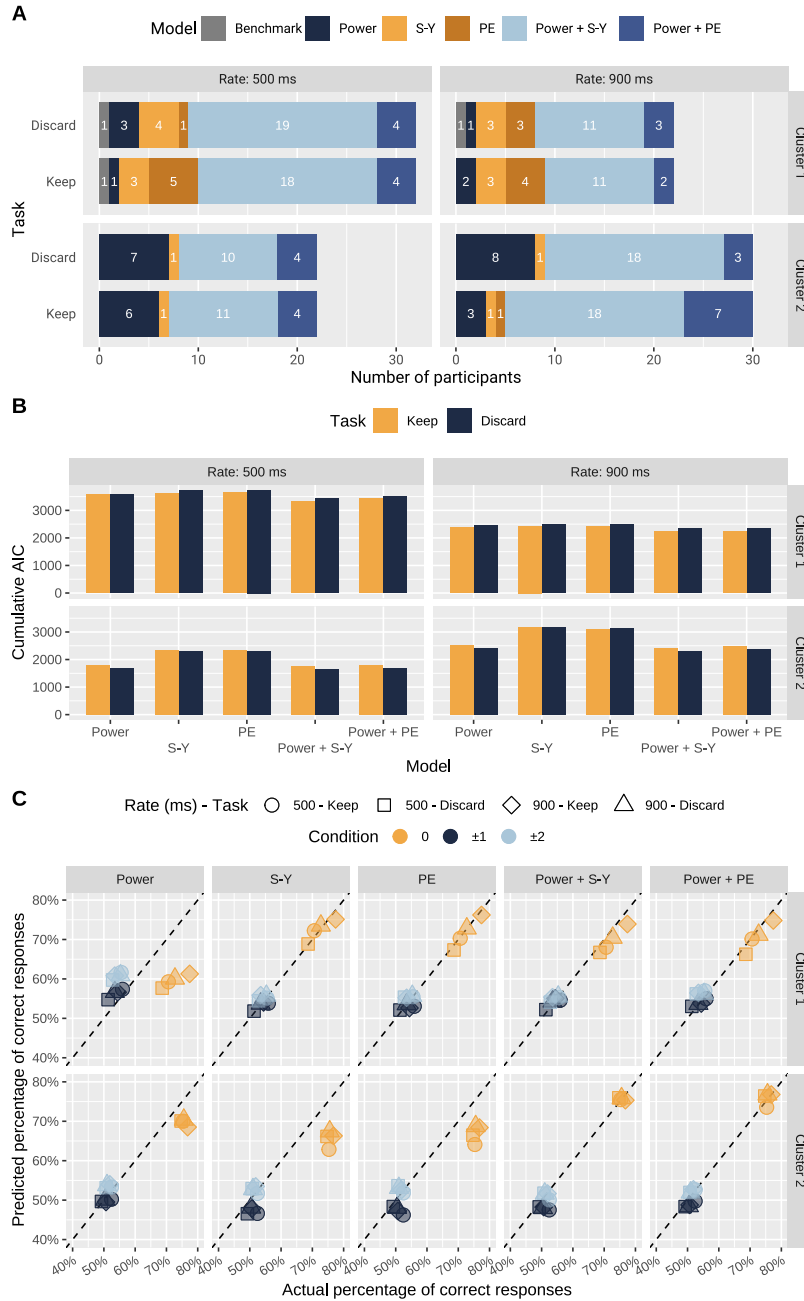 A
Model Benchmark Power S-Y PE Power + S-Y Power + PE
Rate: 500 ms Rate: 900 ms
Discard 1 3 4 1 19 4 1 1 3 3 11 3
Keep 1 1 3 5 18 4 2 3 4 11 2
Cluster 1
Discard 7 1 10 4 8 1 18 3
Keep 6 1 11 4 3 1 1 18 7
Cluster 2
Task
0 10 20 30 0 10 20 30
Number of participants
B
Task Keep Discard
Rate: 500 ms Rate: 900 ms
3000
2000
1000
0
Cluster 1
3000
2000
1000
0
Cluster 2
Cumulative AIC
Power PE Power + PE Power PE Power + PE
S-Y Power + S-Y S-Y Power + S-Y
Model
C
Rate (ms) - Task 500 - Keep 500 - Discard 900 - Keep 900 - Discard
Condition 0 ±1 ±2
Power S-Y PE Power + S-Y Power + PE
80%
70%
60%
50%
40%
Cluster 1
80%
70%
60%
50%
40%
Cluster 2
Predicted percentage of correct responses
40% 50% 60% 70% 80% 40% 50% 60% 70% 80% 40% 50% 60% 70% 80% 40% 50% 60% 70% 80% 40% 50% 60% 70% 80%
Actual percentage of correct responses